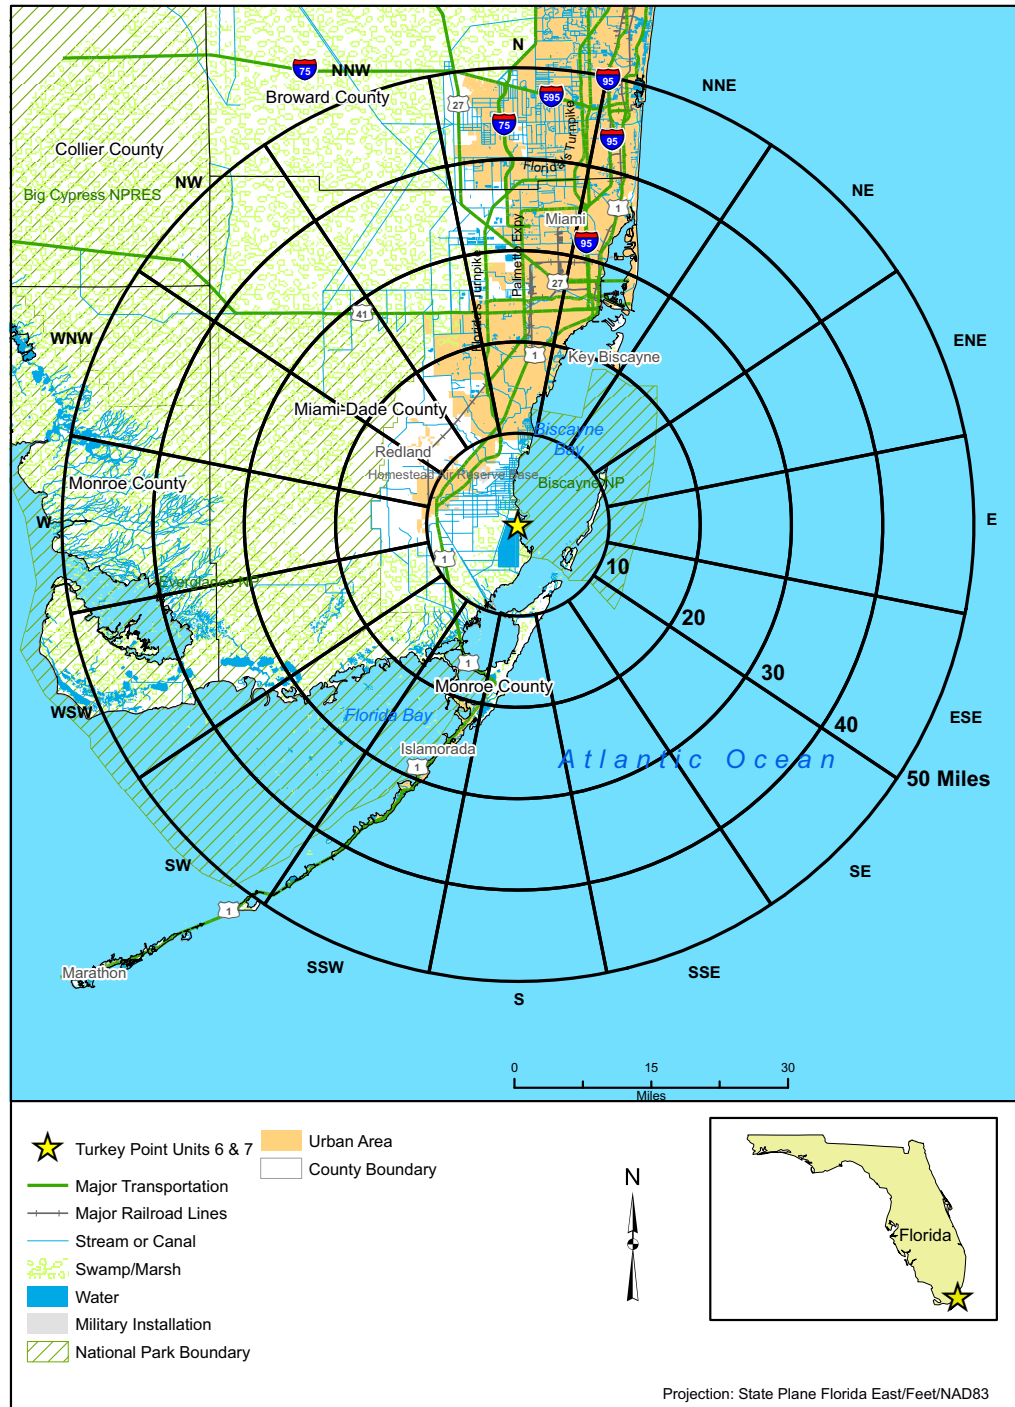 N
75
NNW
95
NNE
Broward County
27
595
75
Florida's Turnpike
95
Collier County
Florida's Turnpike
NW
NE
Big Cypress NPRES
1
Miami
Palmetto Expy
95
Florida's Turnpike
27
41
WNW
ENE
1
Key Biscayne
Miami-Dade County
Biscayne
Bay
Redland
Homestead Air Reserve Base
Monroe County
Biscayne NP
W
E
1
10
Everglades NP
20
1
30
Monroe County
WSW
Florida Bay
ESE
40
Islamorada
Atlantic Ocean
1
50 Miles
SW
SE
1
Marathon
SSW
SSE
S
0 15 30
Miles
Turkey Point Units 6 & 7
Urban Area
County Boundary
Major Transportation
Major Railroad Lines
Stream or Canal
Swamp/Marsh
Water
Military Installation
National Park Boundary
N
Florida
Projection: State Plane Florida East/Feet/NAD83